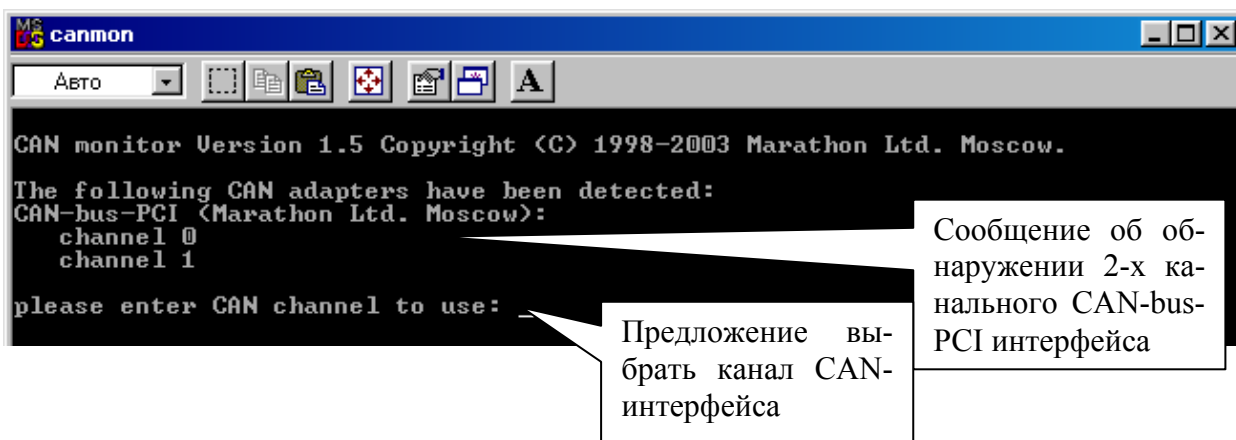 canmon
Авто
A
CAN monitor Version 1.5 Copyright (C) 1998-2003 Marathon Ltd. Moscow.
The following CAN adapters have been detected:
CAN-bus-PCI (Marathon Ltd. Moscow):
channel 0
channel 1
please enter CAN channel to use: _
Сообщение об об-
наружении 2-х ка-
нального CAN-bus-
PCI интерфейса
Предложение вы-
брать канал CAN-
интерфейса